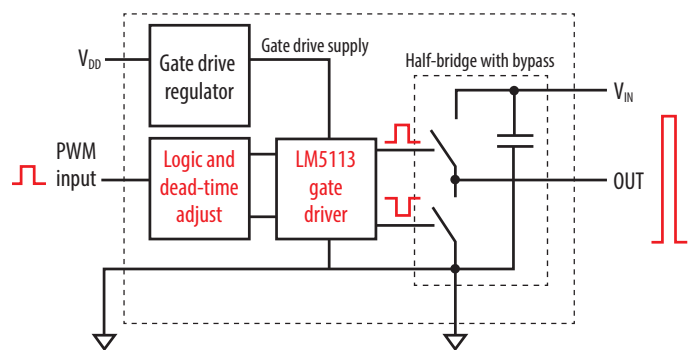 V_DD
Gate drive
regulator
Gate drive supply
Half-bridge with bypass
V_IN
PWM
input
Logic and
dead-time
adjust
LM5113
gate
driver
OUT